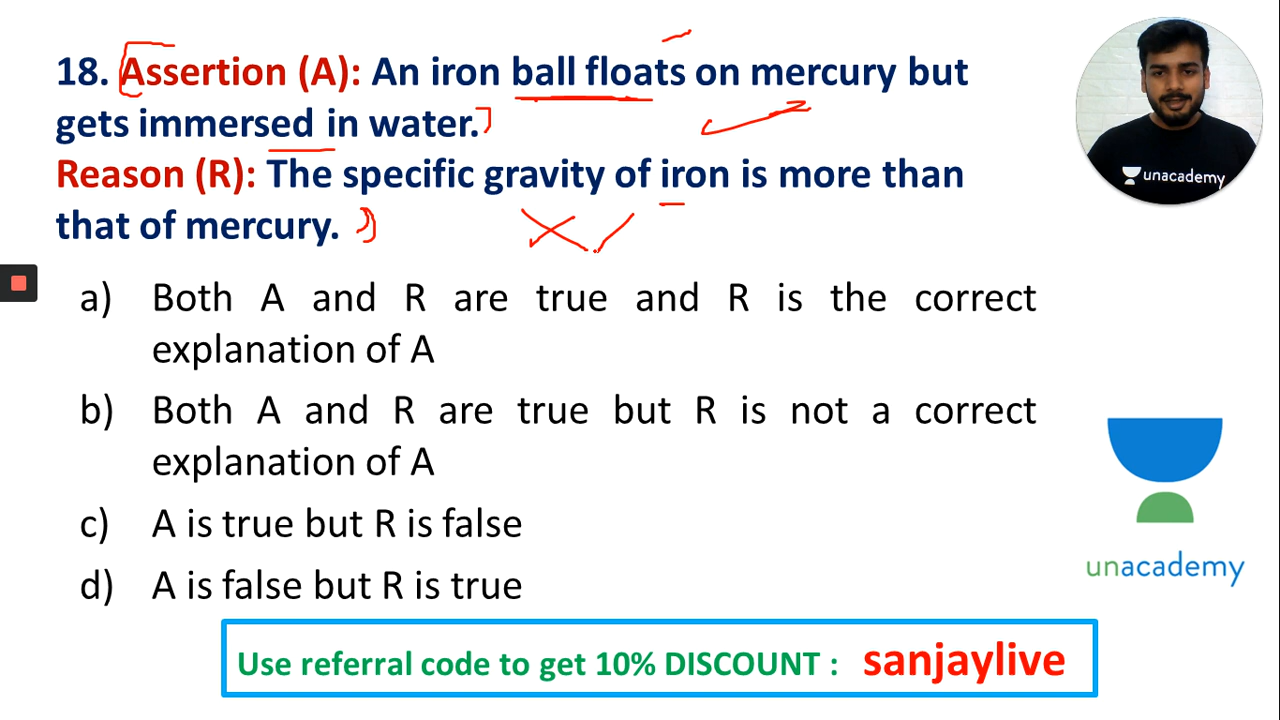 18. Assertion (A): An iron ball floats on mercury but
gets immersed in water.
Reason (R): The specific gravity of iron is more than
that of mercury.
a) Both A and R are true and R is the correct
explanation of A
b) Both A and R are true but R is not a correct
explanation of A
c) A is true but R is false
d) A is false but R is true
Use referral code to get 10% DISCOUNT : sanjaylive
unacademy
unacademy